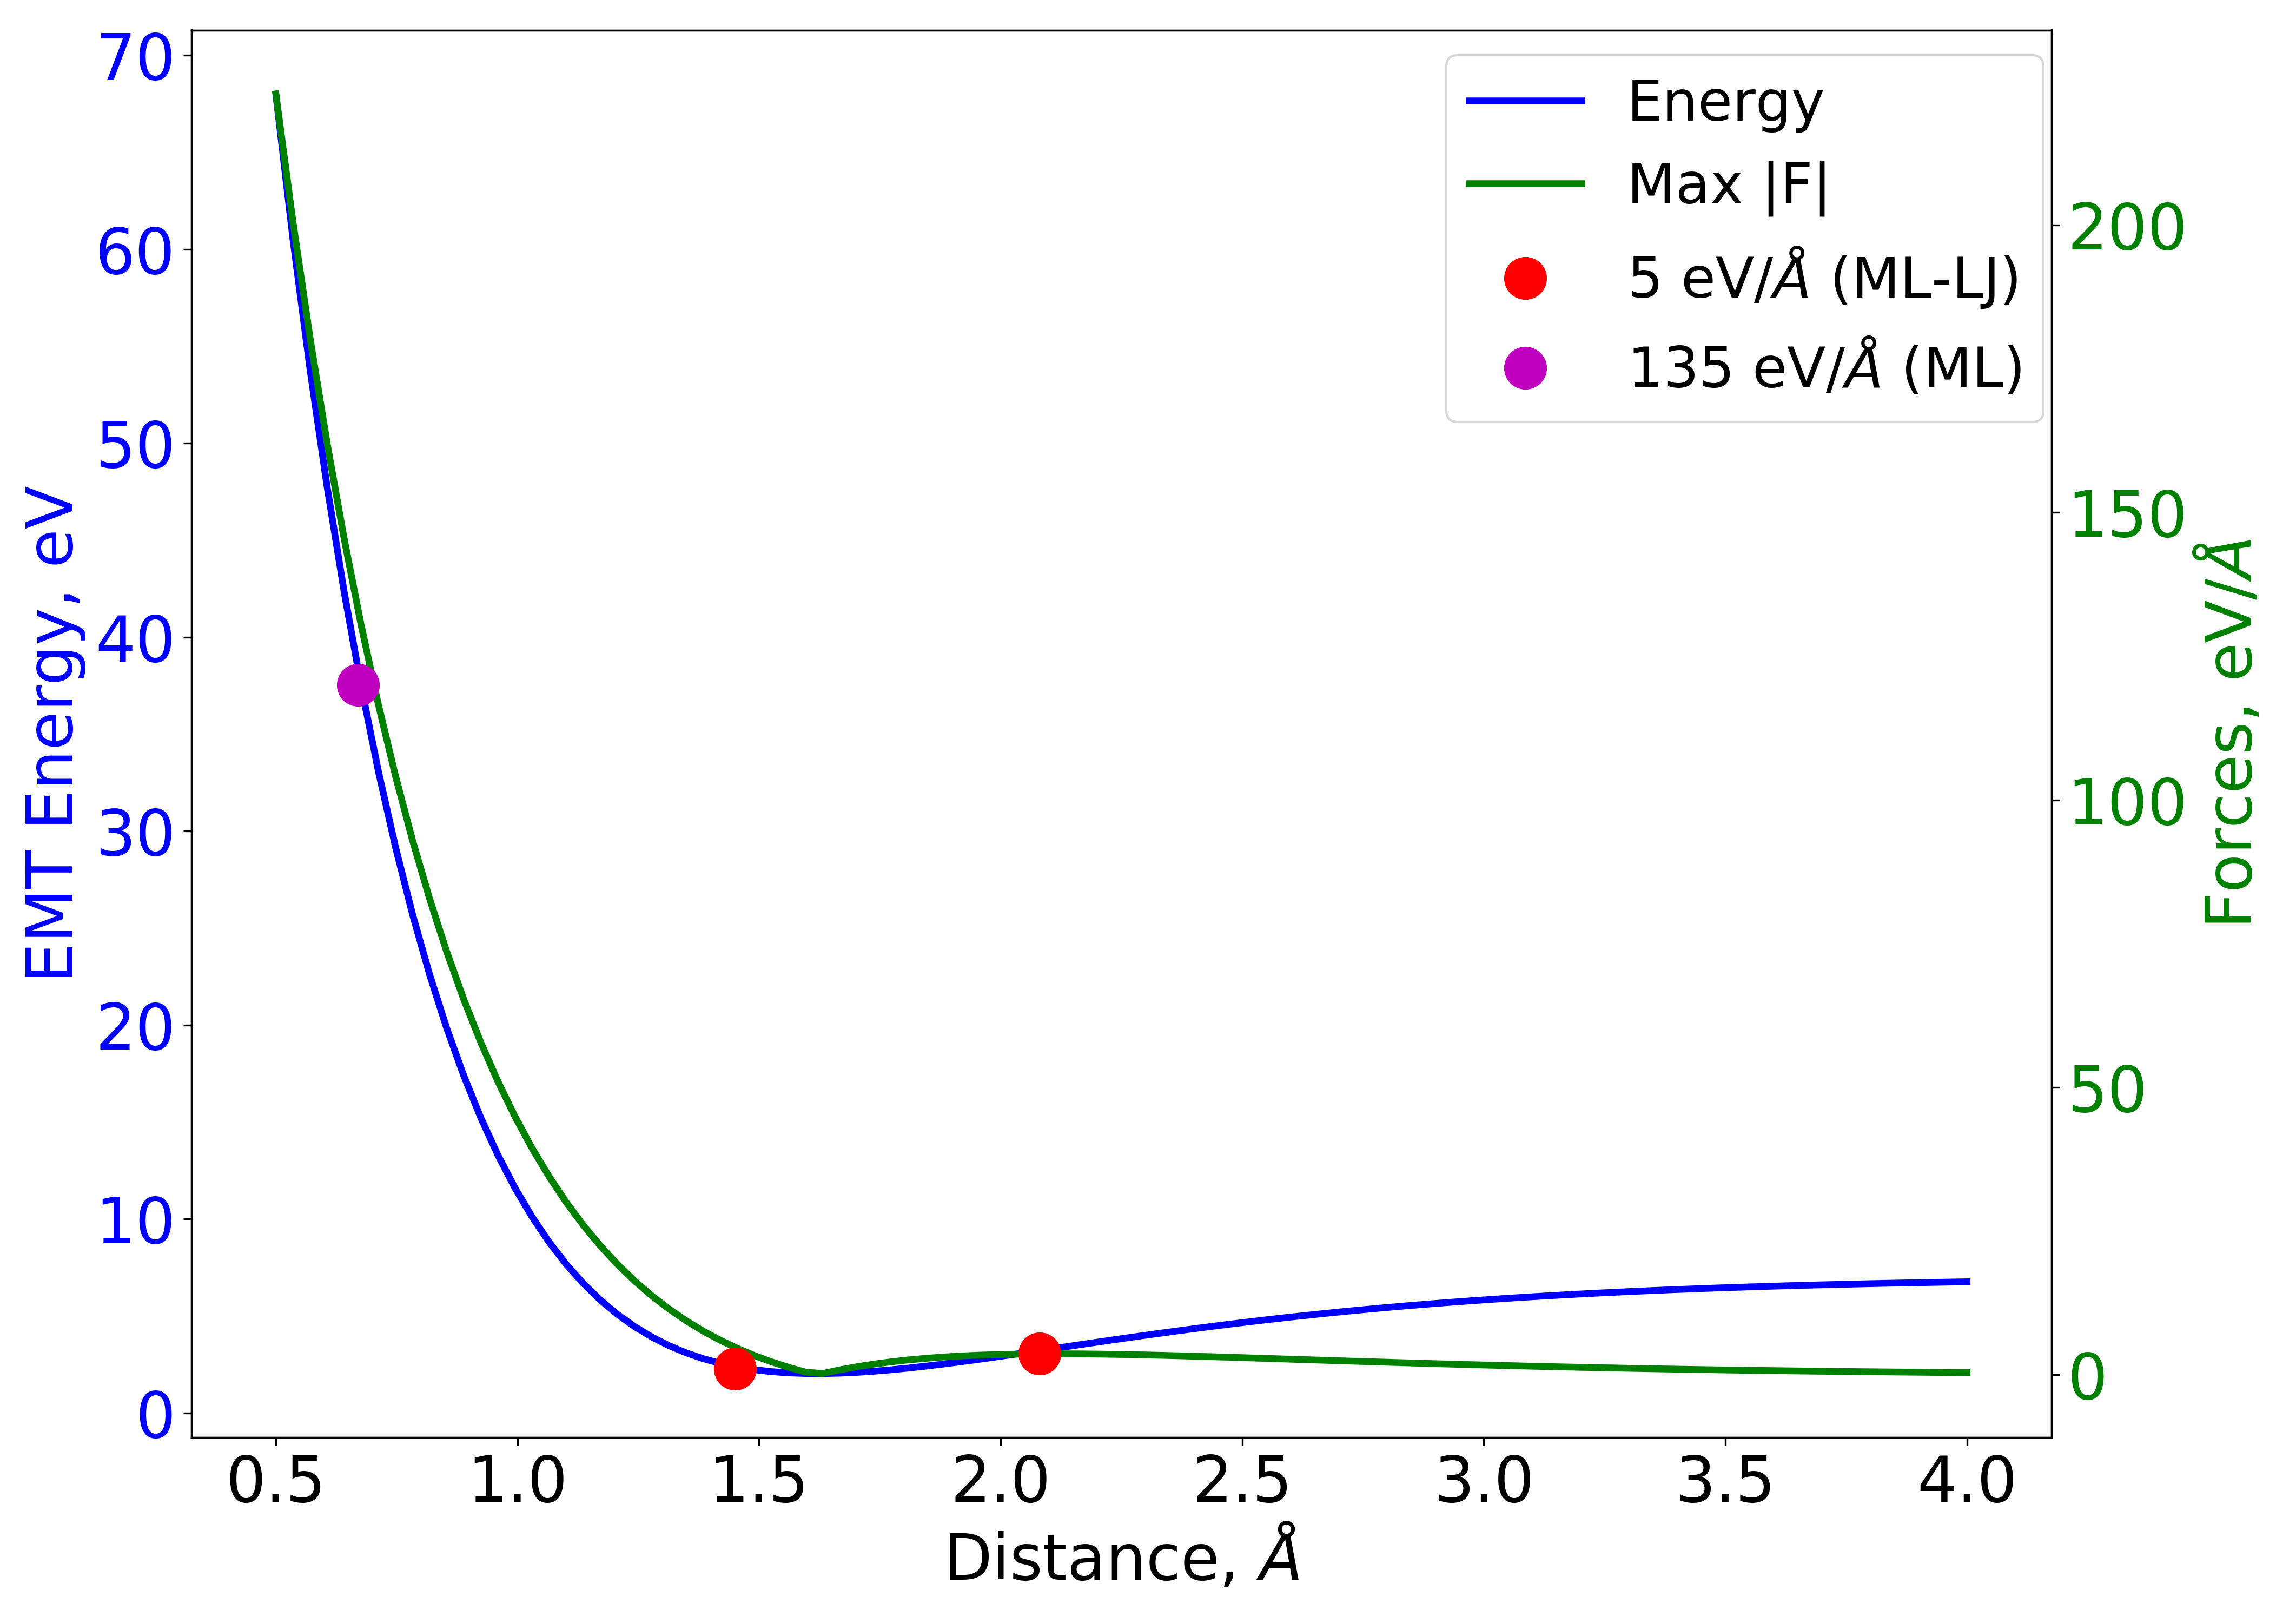 70
60
50
40
30
20
10
0
EMT Energy, eV
Energy
Max |F|
5 eV/Å (ML-LJ)
135 eV/Å (ML)
200
150
100
50
0
Forces, eV/Å
0.5 1.0 1.5 2.0 2.5 3.0 3.5 4.0
Distance, Å